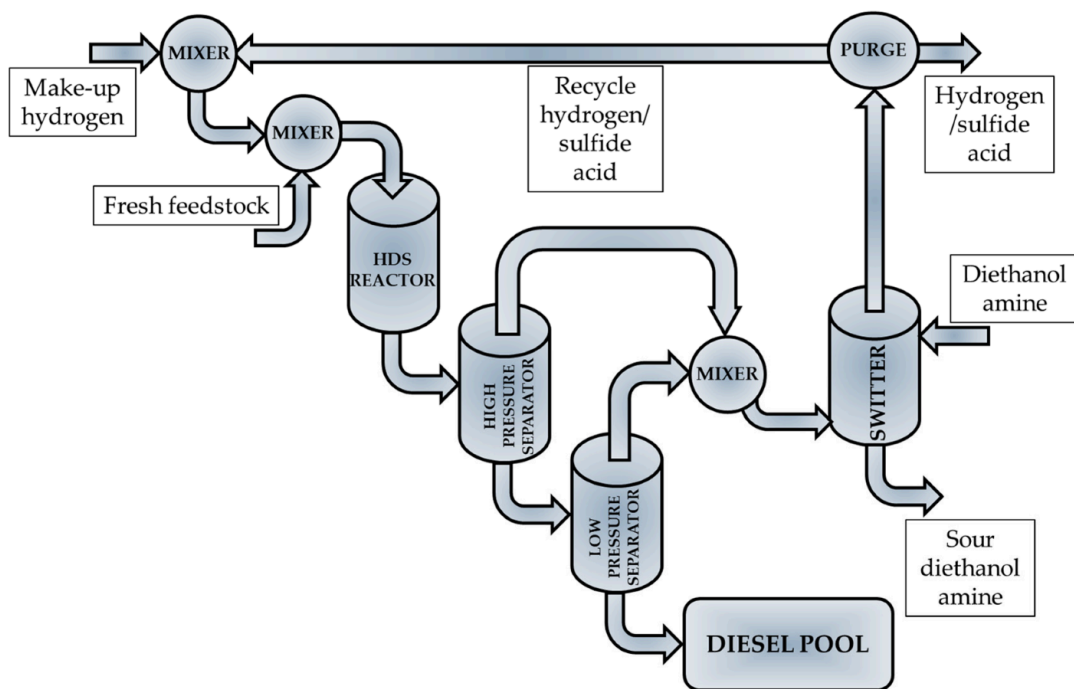 MIXER
PURGE
Make-up
hydrogen
Recycle
hydrogen/
sulfide
acid
Hydrogen
/sulfide
acid
MIXER
Fresh feedstock
HDS
REACTOR
Diethanol
amine
HIGH
PRESSURE
SEPARATOR
MIXER
SWITTER
LOW
PRESSURE
SEPARATOR
Sour
diethanol
amine
DIESEL POOL